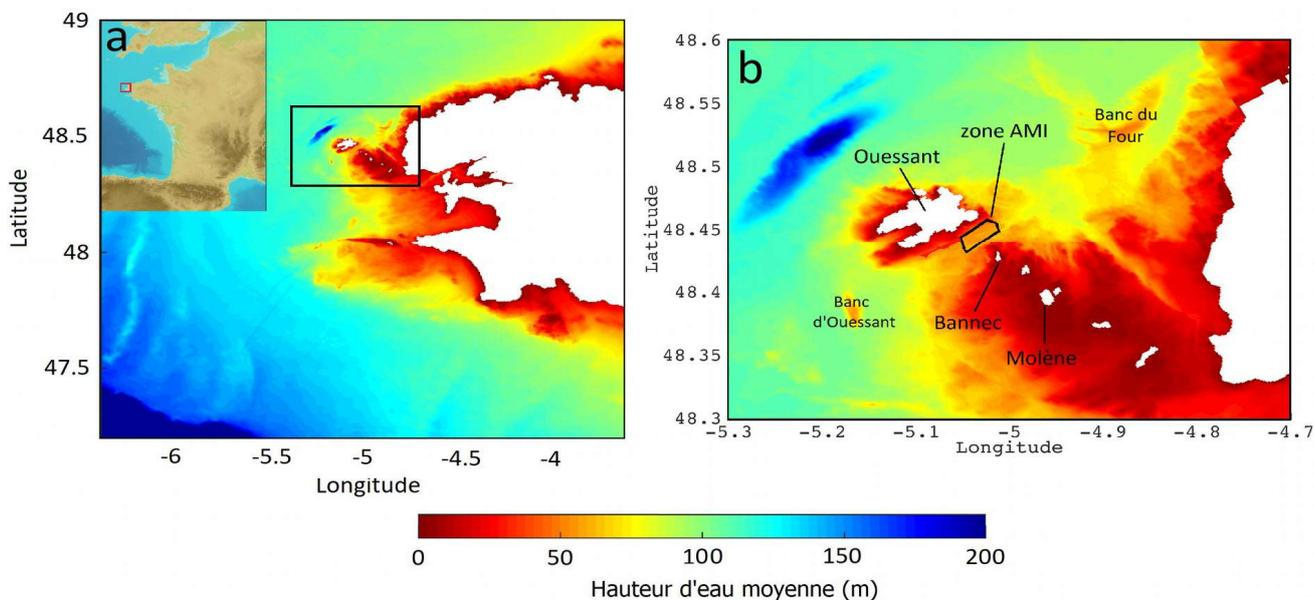 a
49
48.5
48
47.5
Latitude
-6
-5.5
-5
-4.5
-4
Longitude
b
48.6
48.55
48.5
48.45
48.4
48.35
48.3
Latitude
Banc du
Four
zone AMI
Ouessant
Banc
d'Ouessant
Bannec
Molène
-5.3
-5.2
-5.1
-5
-4.9
-4.8
-4.7
Longitude
0
50
100
150
200
Hauteur d'eau moyenne (m)